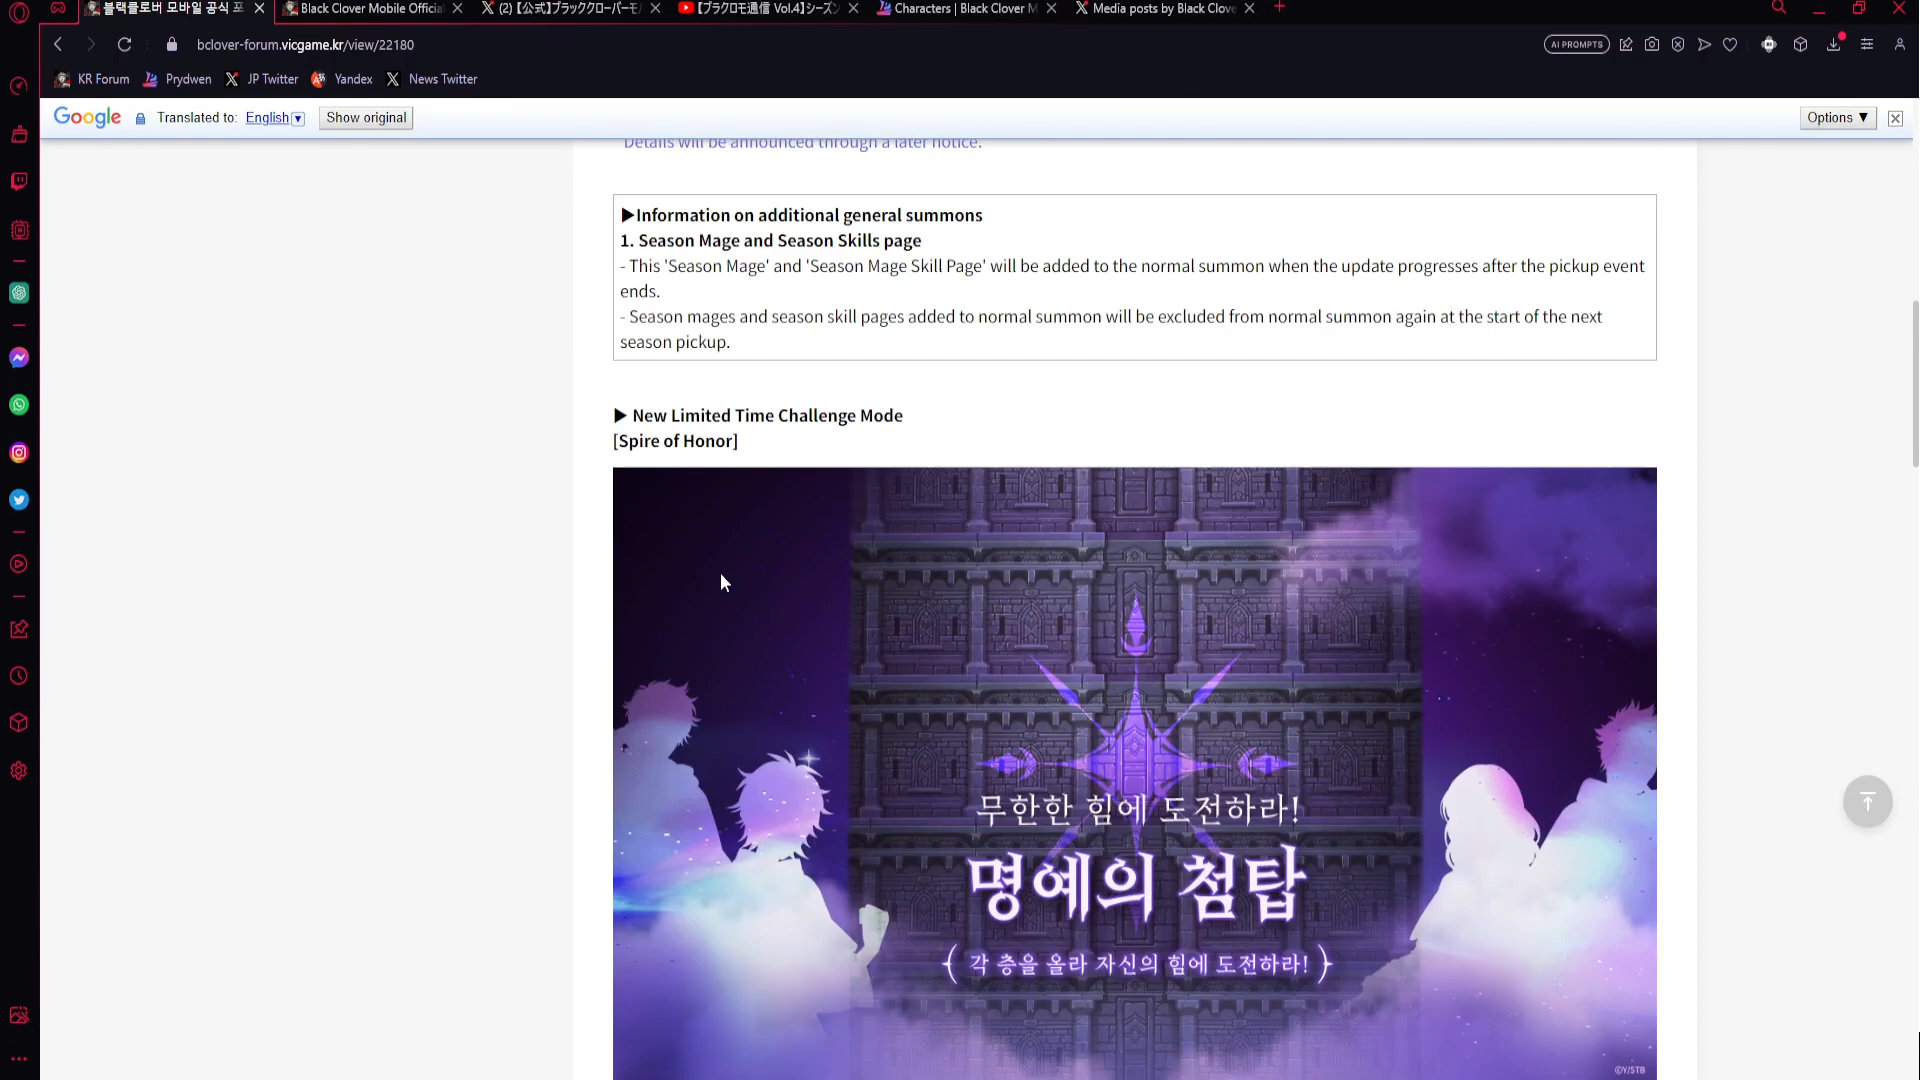 블랙클로버 모바일 공식 포
Black Clover Mobile Official
(2) 【公式】ブラッククローバーモ
【ブラクロモ通信 Vol.4】シーズン
Characters | Black Clover M
Media posts by Black Clove
bclover-forum.vicgame.kr/view/22180
AI PROMPTS
KR Forum
Prydwen
JP Twitter
Yandex
News Twitter
Google
Translated to: English
Show original
Options ▼
Details will be announced through a later notice.
▶Information on additional general summons
1. Season Mage and Season Skills page
- This 'Season Mage' and 'Season Mage Skill Page' will be added to the normal summon when the update progresses after the pickup event
ends.
- Season mages and season skill pages added to normal summon will be excluded from normal summon again at the start of the next
season pickup.
▶ New Limited Time Challenge Mode
[Spire of Honor]
무한한 힘에 도전하라!
명예의 첨탑
( 각 층을 올라 자신의 힘에 도전하라! )
©Y/STB